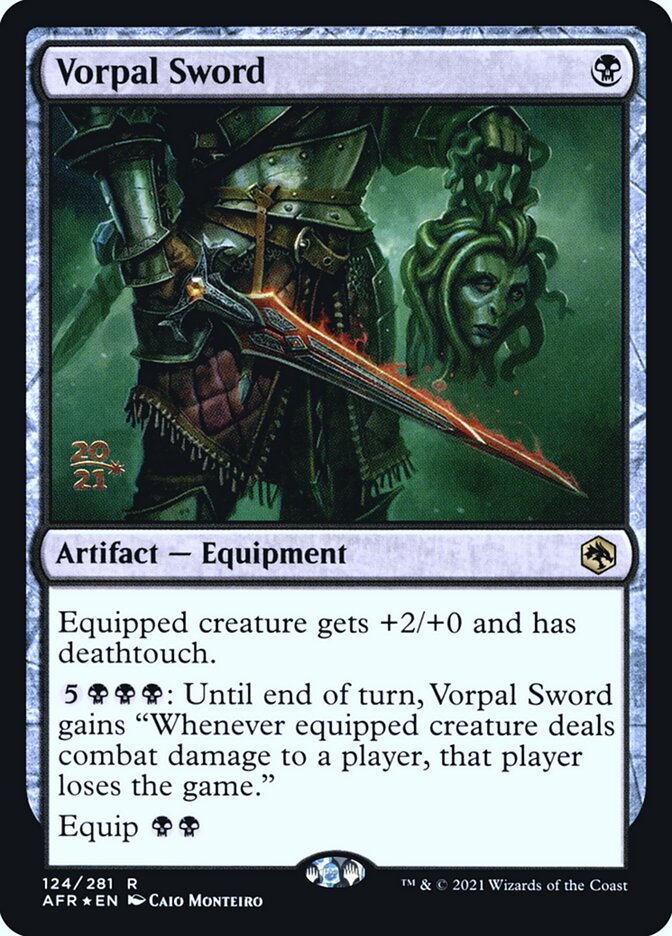 Vorpal Sword
20
21
Artifact — Equipment
Equipped creature gets +2/+0 and has
deathtouch.
5: Until end of turn, Vorpal Sword
gains “Whenever equipped creature deals
combat damage to a player, that player
loses the game.”
Equip
124/281 R
™ & © 2021 Wizards of the Coast
AFR★EN Caio Monteiro